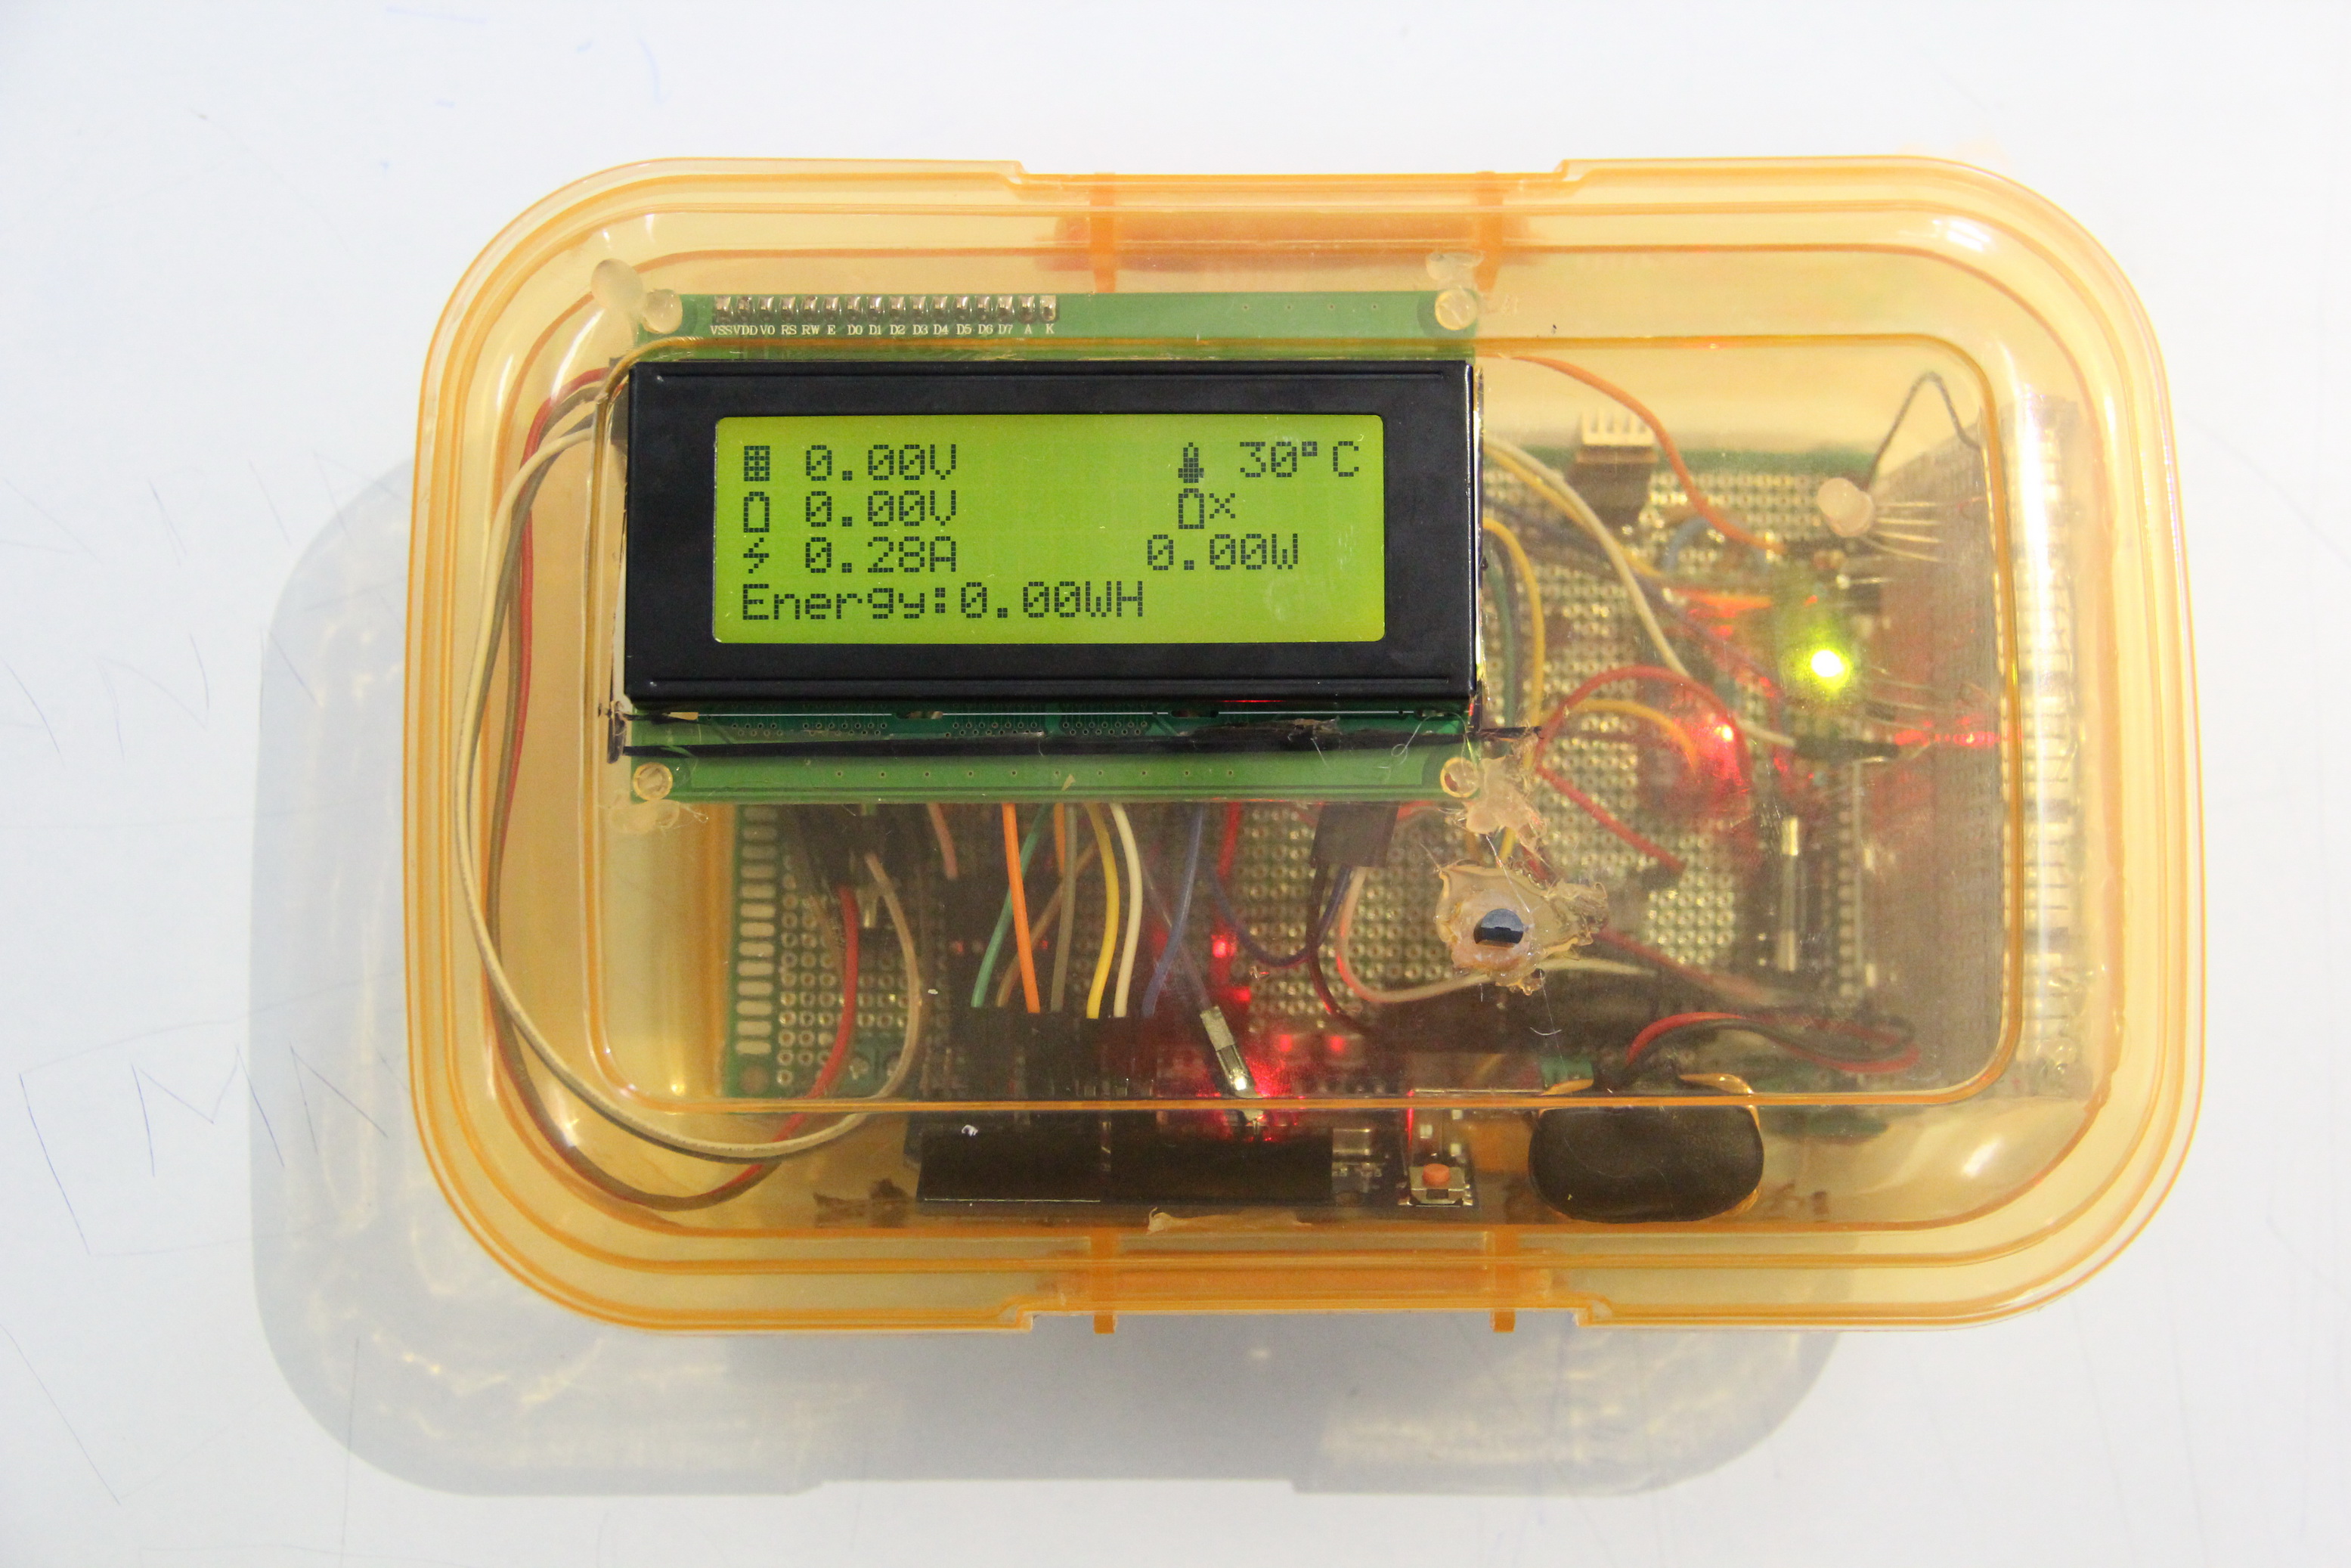 VSS VDD V0 RS RW E D0 D1 D2 D3 D4 D5 D6 D7 A K
0.00V 30°C
0.00V x
0.28A 0.00W
Energy:0.00WH